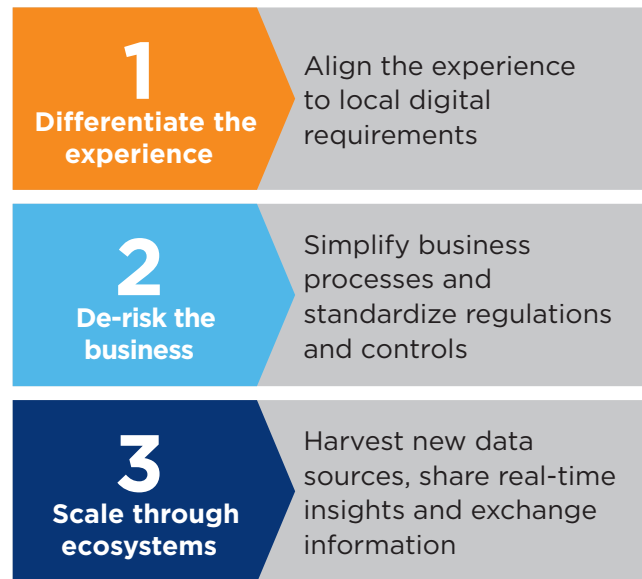 1
Differentiate the
experience
Align the experience
to local digital
requirements
2
De-risk the
business
Simplify business
processes and
standardize regulations
and controls
3
Scale through
ecosystems
Harvest new data
sources, share real-time
insights and exchange
information